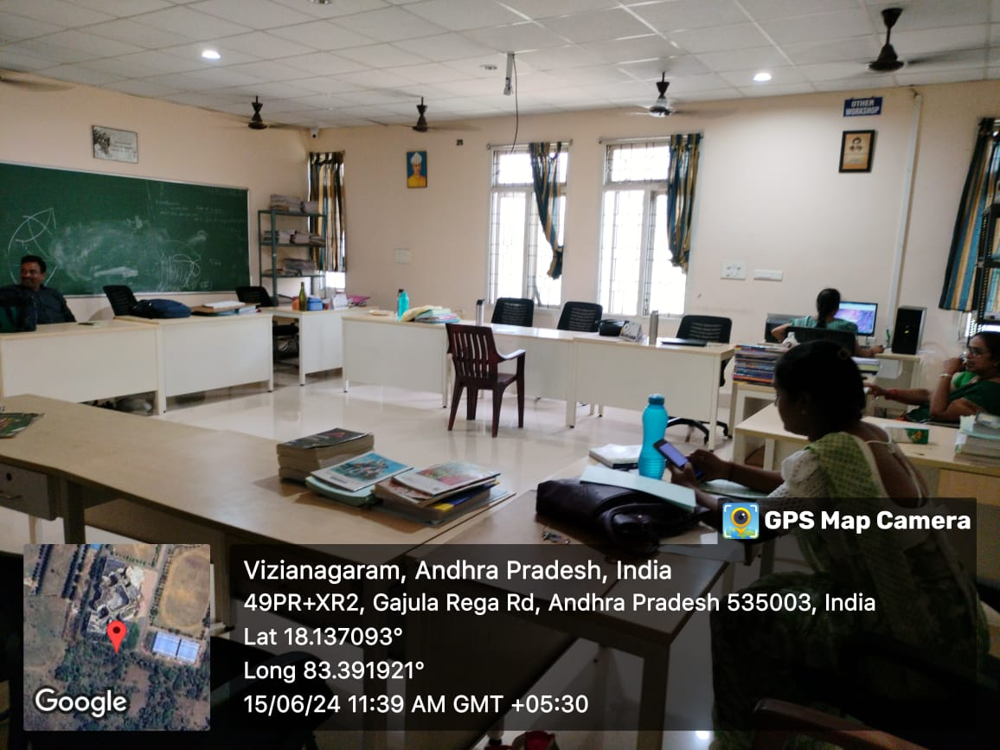 OTHER
WORKSHOP
GPS Map Camera
Vizianagaram, Andhra Pradesh, India
49PR+XR2, Gajula Rega Rd, Andhra Pradesh 535003, India
Lat 18.137093°
Long 83.391921°
15/06/24 11:39 AM GMT +05:30
Google